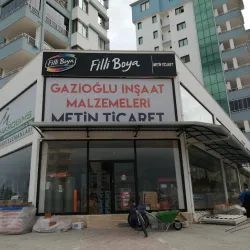 Filli Boya
Filli Boya
METİN TİCARET
GAZİOĞLU İNŞAAT
MALZEMELERİ
METİN TİCARET